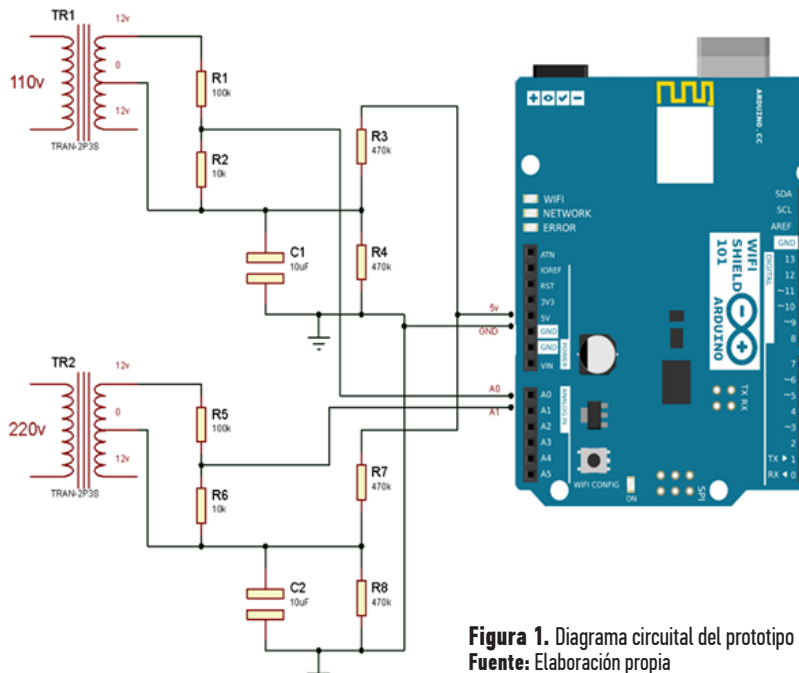 TR1
12v
0
12v
110v
TRAN-2P3S
R1
100k
R2
10k
R3
470k
C1
10uF
R4
470k
5v
GND
A0
A1
TR2
12v
0
12v
220v
TRAN-2P3S
R5
100k
R6
10k
R7
470k
C2
10uF
R8
470k
ARDUINO.CC
WIFI
NETWORK
ERROR
ATN
IOREF
RST
3V3
5V
GND
GND
VIN
POWER
A0
A1
A2
A3
A4
A5
ANALOG IN
WIFI CONFIG
ON
SPI
WIFI
SHIELD
101
ARDUINO
TX RX
DIGITAL
SDA
SCL
AREF
GND
13
12
~11
~10
~9
8
7
~6
~5
4
~3
2
TX ▶ 1
RX ◀ 0
Figura 1. Diagrama circuital del prototipo
Fuente: Elaboración propia